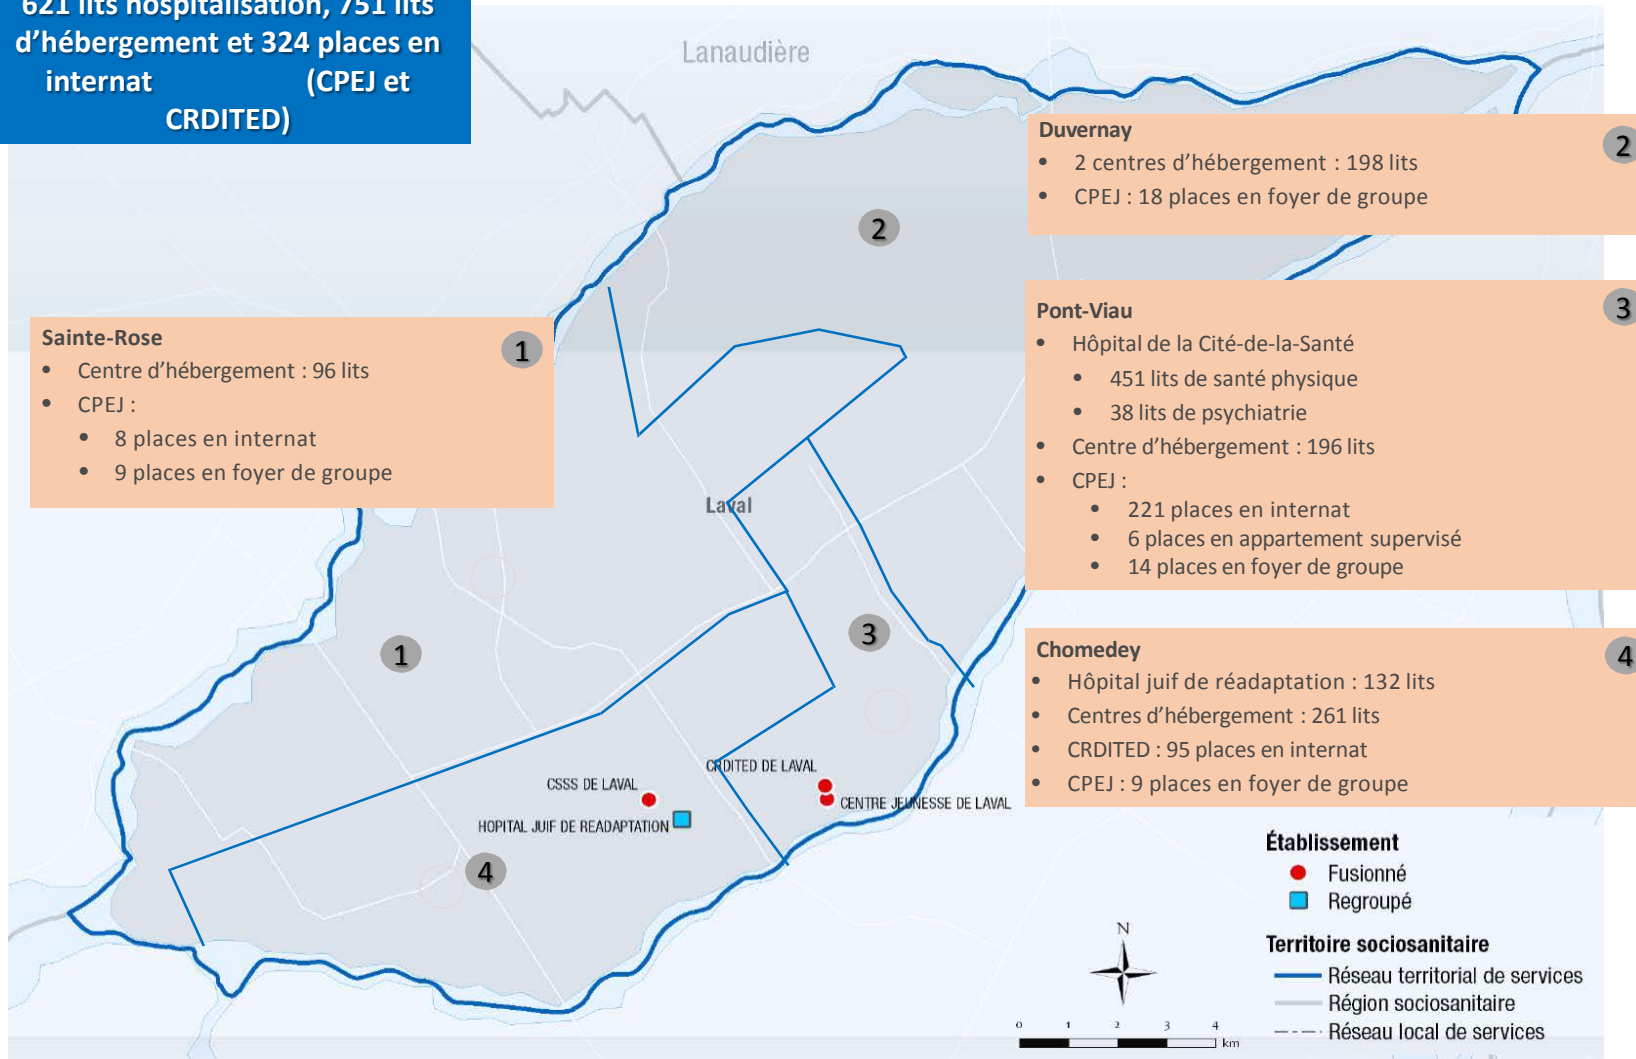 621 lits hospitalisation, 751 lits
d’hébergement et 324 places en
internat (CPEJ et
CRDITED)
Lanaudière
Duvernay
2
• 2 centres d’hébergement : 198 lits
• CPEJ : 18 places en foyer de groupe
2
Pont-Viau
3
• Hôpital de la Cité-de-la-Santé
• 451 lits de santé physique
• 38 lits de psychiatrie
• Centre d’hébergement : 196 lits
• CPEJ :
• 221 places en internat
• 6 places en appartement supervisé
• 14 places en foyer de groupe
Sainte-Rose
1
• Centre d’hébergement : 96 lits
• CPEJ :
• 8 places en internat
• 9 places en foyer de groupe
Laval
1
3
Chomedey
4
• Hôpital juif de réadaptation : 132 lits
• Centres d’hébergement : 261 lits
• CRDITED : 95 places en internat
• CPEJ : 9 places en foyer de groupe
CRDITED DE LAVAL
CSSS DE LAVAL
CENTRE JEUNESSE DE LAVAL
HOPITAL JUIF DE READAPTATION
4
Établissement
Fusionné
Regroupé
Territoire sociosanitaire
Réseau territorial de services
Région sociosanitaire
Réseau local de services
N
0 1 2 3 4
km